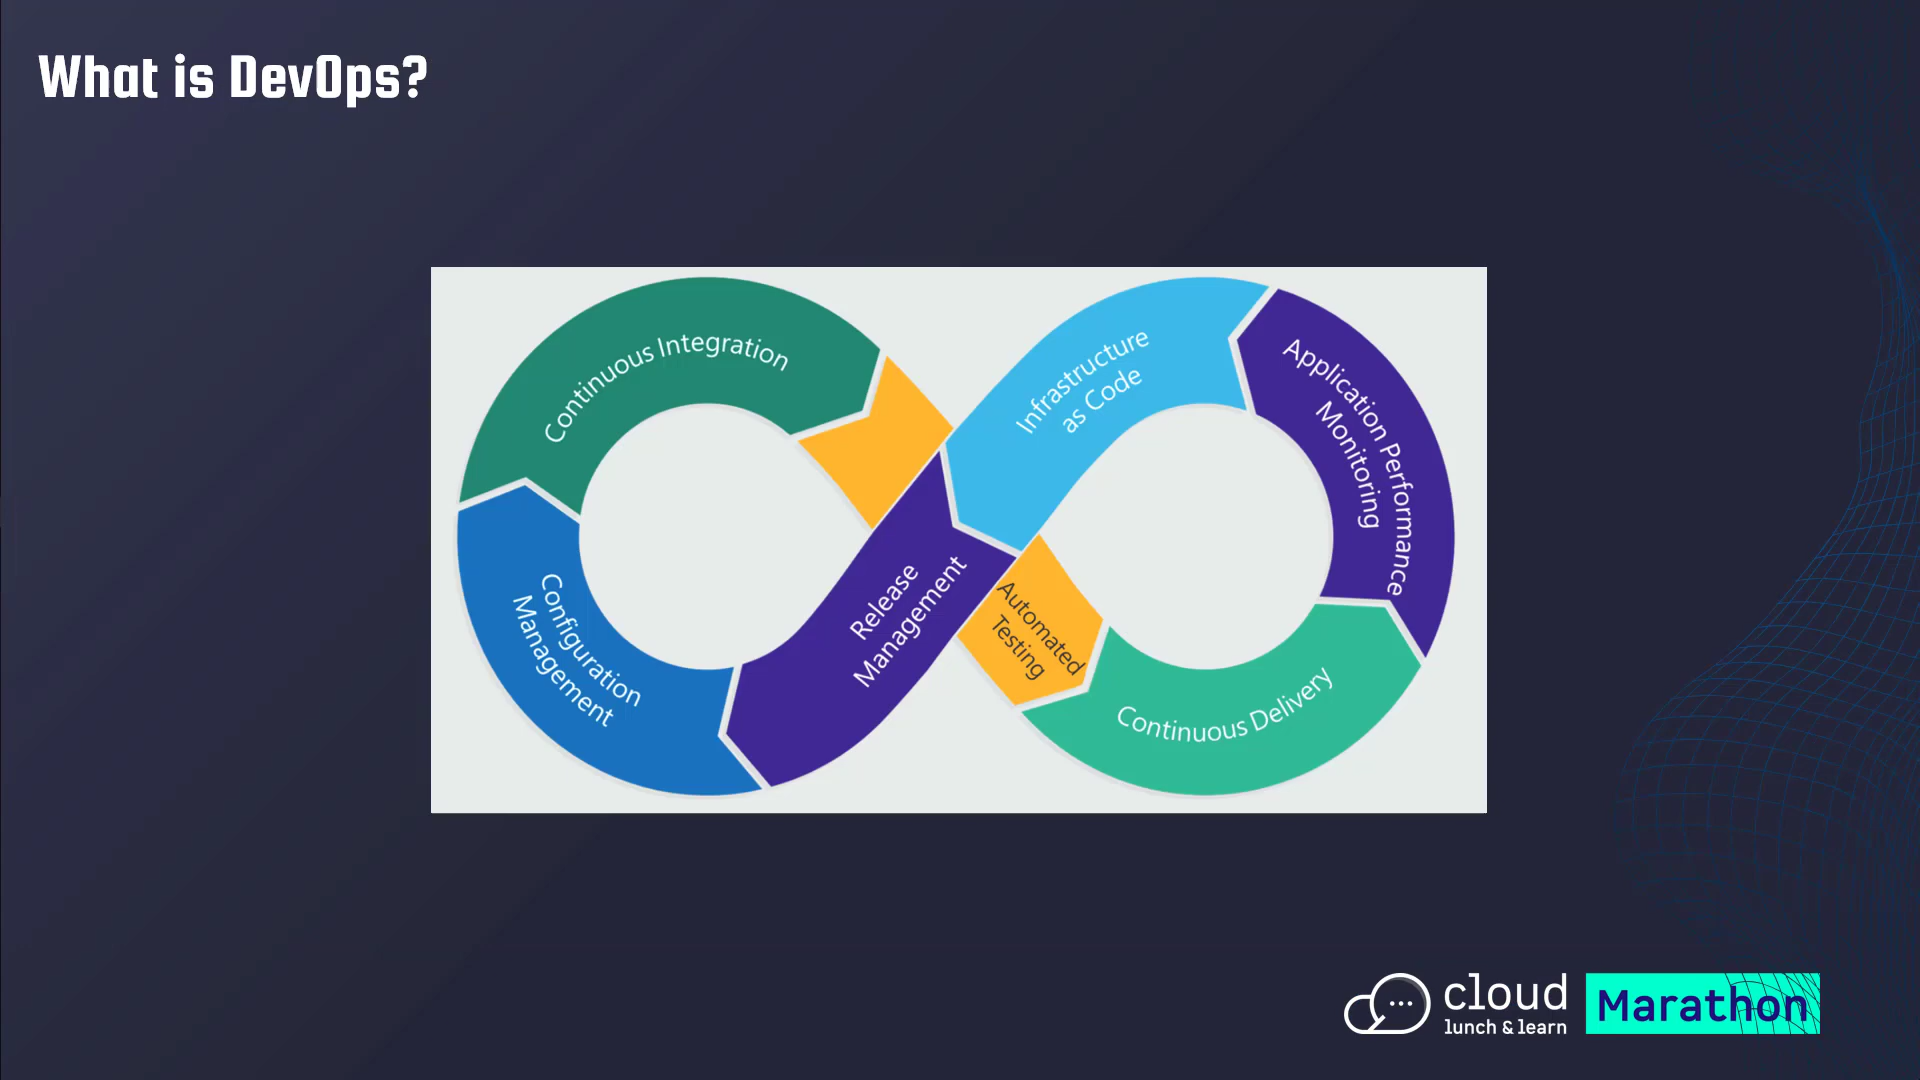 What is DevOps?
Continuous Integration
Infrastructure
as Code
Application Performance
Monitoring
Configuration
Management
Release
Management
Automated
Testing
Continuous Delivery
cloud
lunch & learn
Marathon